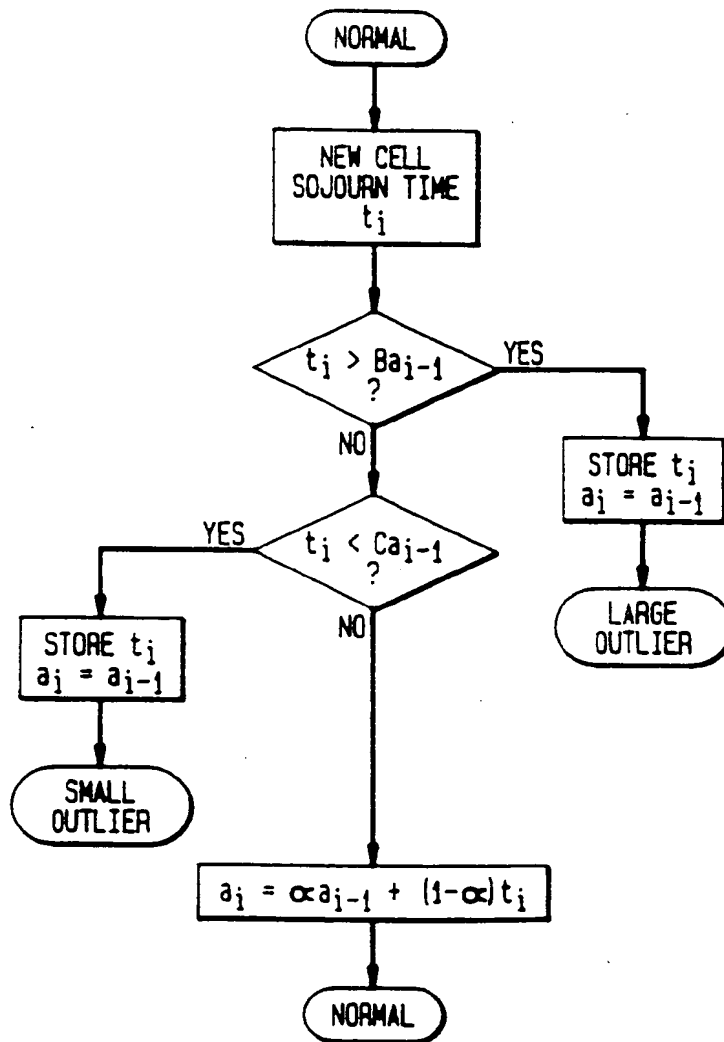 NORMAL
NEW CELL
SOJOURN TIME
t_i
t_i > Ba_{i-1}
?
YES
NO
STORE t_i
a_i = a_{i-1}
LARGE
OUTLIER
t_i < Ca_{i-1}
?
YES
NO
STORE t_i
a_i = a_{i-1}
SMALL
OUTLIER
a_i = αa_{i-1} + (1-α)t_i
NORMAL